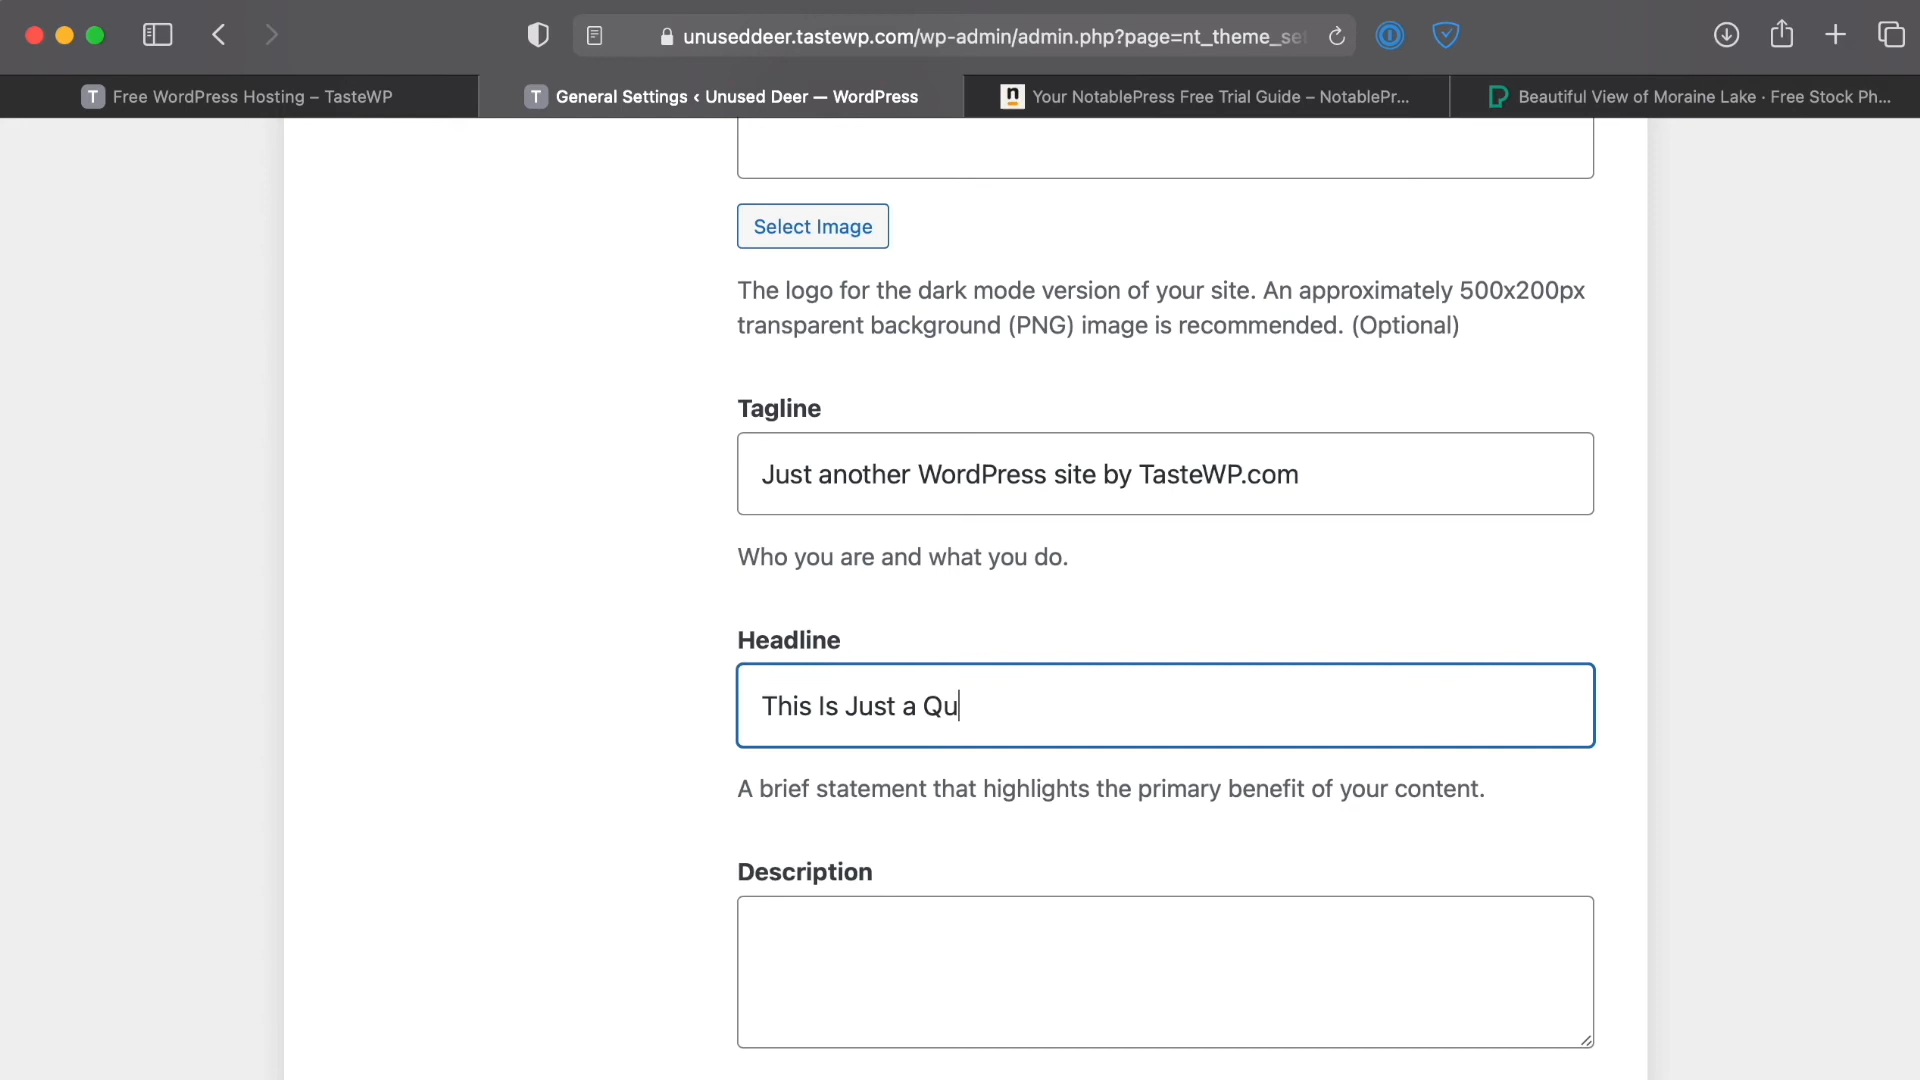 unuseddeer.tastewp.com/wp-admin/admin.php?page=nt_theme_se
T Free WordPress Hosting – TasteWP
T General Settings ‹ Unused Deer — WordPress
n Your NotablePress Free Trial Guide – NotablePr...
Beautiful View of Moraine Lake · Free Stock Ph...
Select Image
The logo for the dark mode version of your site. An approximately 500x200px
transparent background (PNG) image is recommended. (Optional)
Tagline
Just another WordPress site by TasteWP.com
Who you are and what you do.
Headline
This Is Just a Qu
A brief statement that highlights the primary benefit of your content.
Description